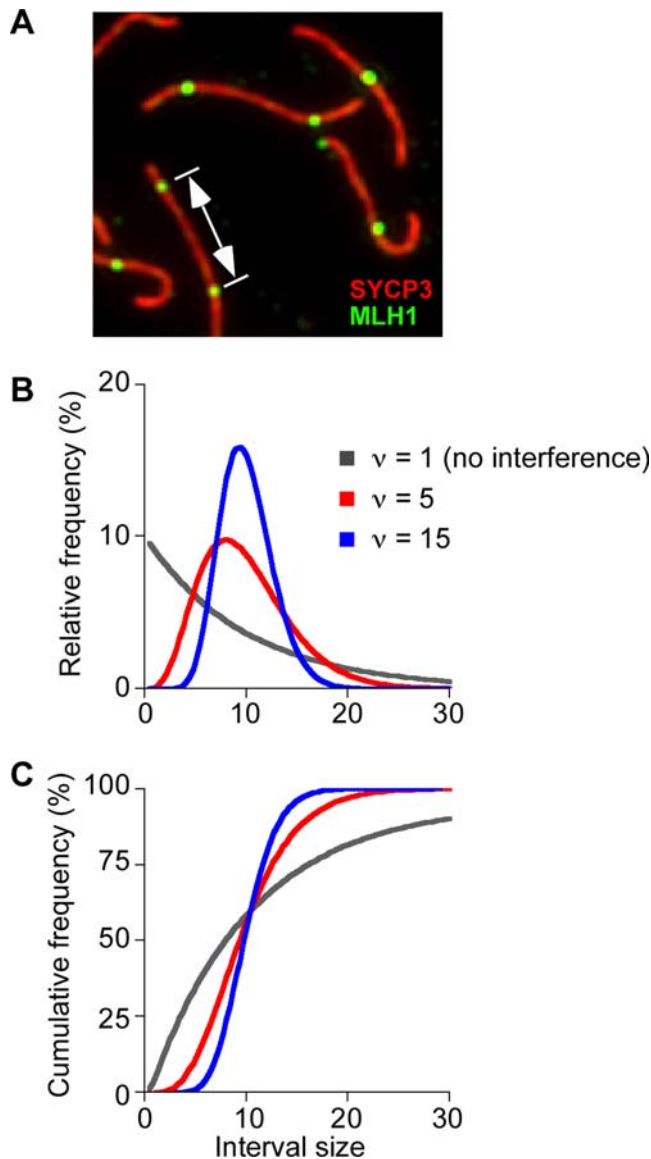 A
SYCP3
MLH1
B
Relative frequency (%)
20
10
0
ν = 1 (no interference)
ν = 5
ν = 15
0 10 20 30
C
Cumulative frequency (%)
100
75
50
25
0
0 10 20 30
Interval size